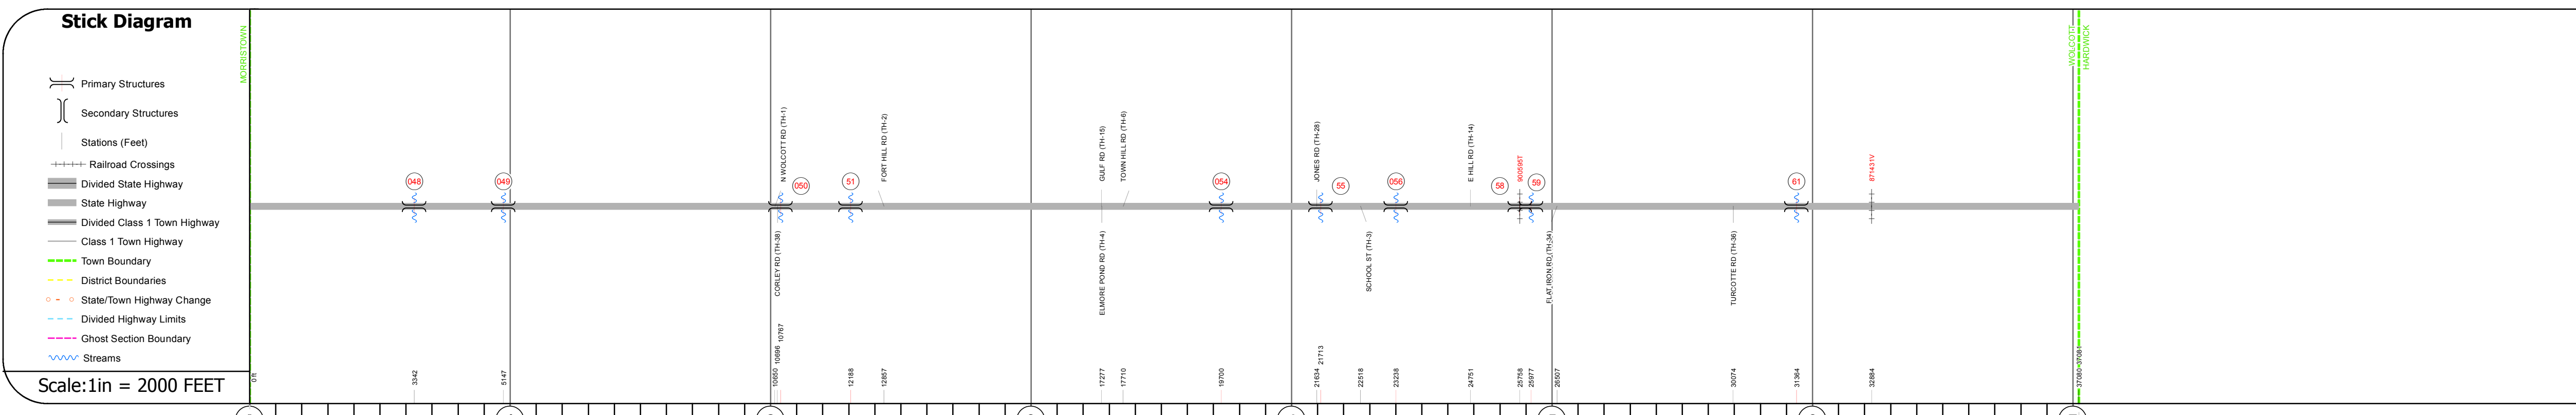 Stick Diagram
Primary Structures
Secondary Structures
Stations (Feet)
Railroad Crossings
Divided State Highway
State Highway
Divided Class 1 Town Highway
Class 1 Town Highway
Town Boundary
District Boundaries
State/Town Highway Change
Divided Highway Limits
Ghost Section Boundary
Streams
Scale:1in = 2000 FEET
MORRISTOWN
WOLCOTT
HARDWICK
N WOLCOTT RD (TH-1)
FORT HILL RD (TH-2)
GULF RD (TH-15)
TOWN HILL RD (TH-6)
JONES RD (TH-28)
E HILL RD (TH-14)
900595T
871431V
048
049
050
51
054
55
056
58
59
61
CORLEY RD (TH-38)
ELMORE POND RD (TH-4)
SCHOOL ST (TH-3)
FLAT IRON RD (TH-34)
TURCOTTE RD (TH-36)
0 ft
3342
5147
10650
10696
10767
12188
12857
17277
17710
19700
21634
21713
22518
23238
24751
25758
25977
26507
30074
31364
32884
37080
37081